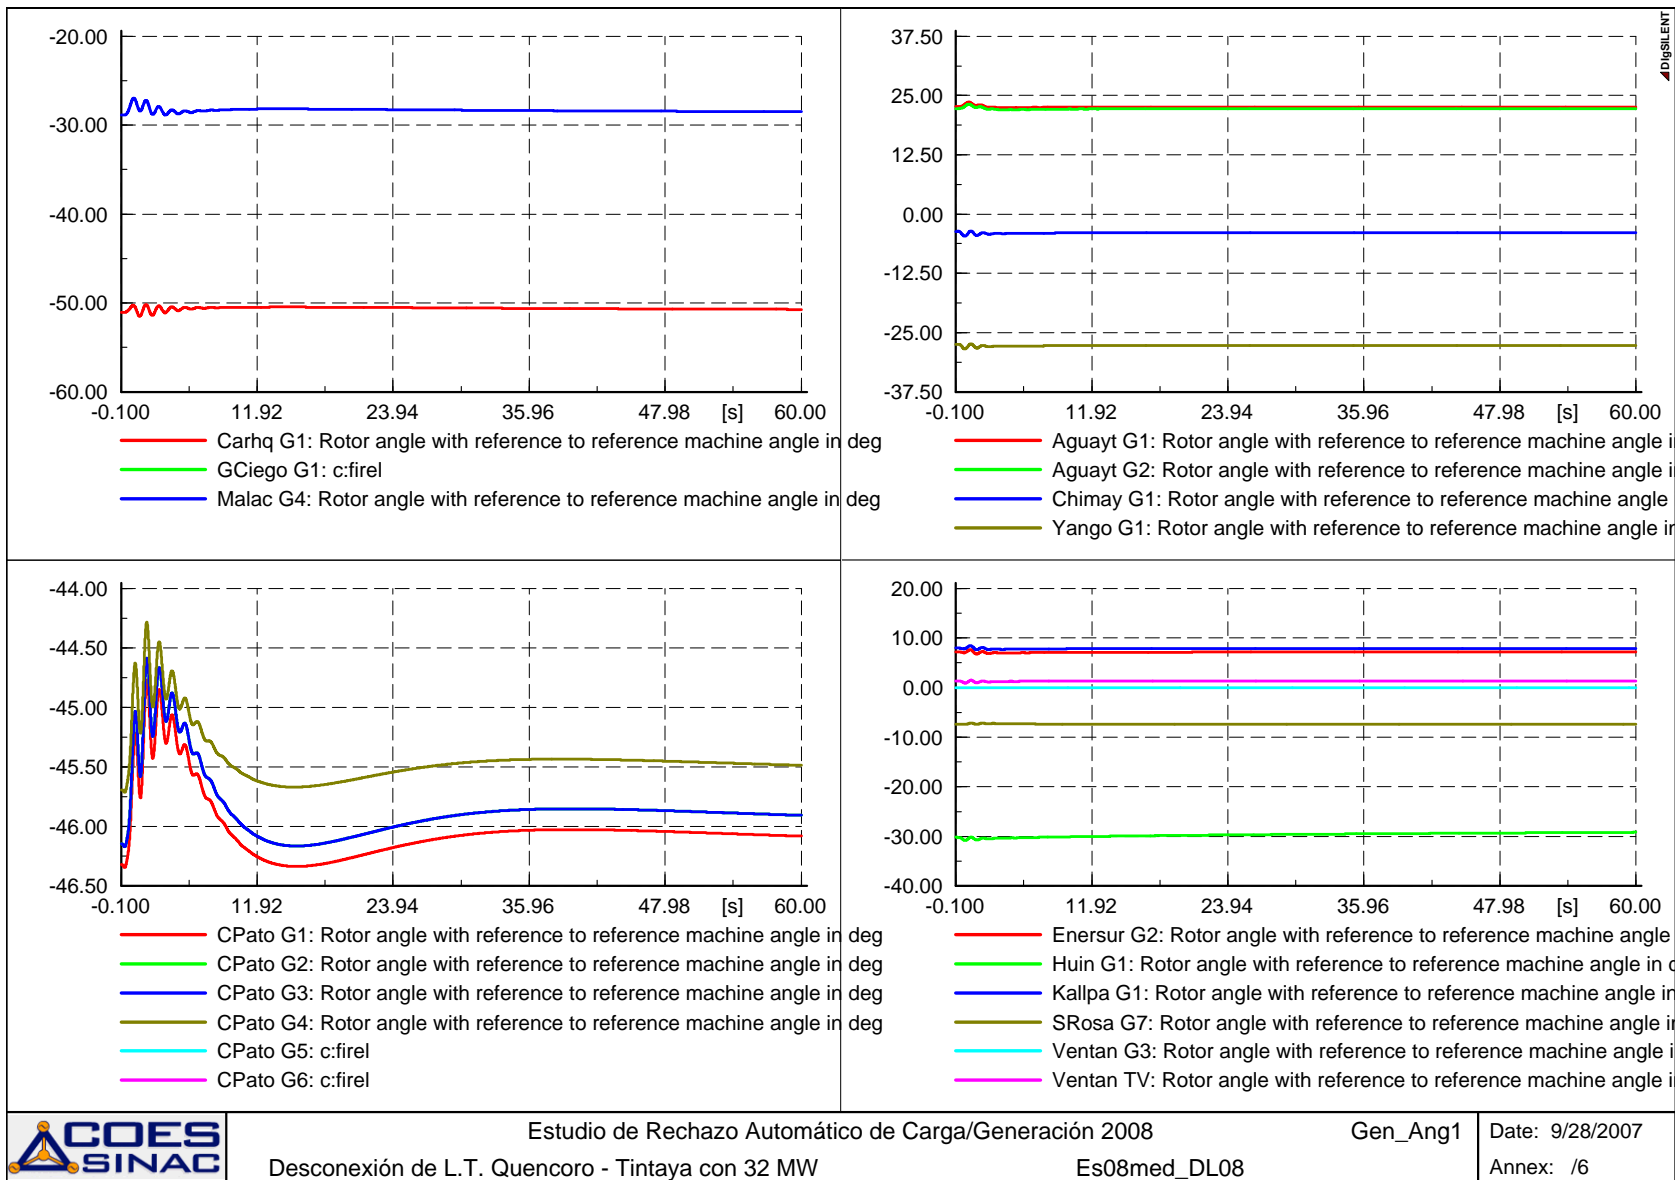 -20.00
-30.00
-40.00
-50.00
-60.00
-0.100 11.92 23.94 35.96 47.98 [s] 60.00
Carhq G1: Rotor angle with reference to reference machine angle in deg
GCiego G1: c:firel
Malac G4: Rotor angle with reference to reference machine angle in deg
37.50
25.00
12.50
0.00
-12.50
-25.00
-37.50
-0.100 11.92 23.94 35.96 47.98 [s] 60.00
Aguayt G1: Rotor angle with reference to reference machine angle i
Aguayt G2: Rotor angle with reference to reference machine angle i
Chimay G1: Rotor angle with reference to reference machine angle
Yango G1: Rotor angle with reference to reference machine angle in
DIgSILENT
-44.00
-44.50
-45.00
-45.50
-46.00
-46.50
-0.100 11.92 23.94 35.96 47.98 [s] 60.00
CPato G1: Rotor angle with reference to reference machine angle in deg
CPato G2: Rotor angle with reference to reference machine angle in deg
CPato G3: Rotor angle with reference to reference machine angle in deg
CPato G4: Rotor angle with reference to reference machine angle in deg
CPato G5: c:firel
CPato G6: c:firel
20.00
10.00
0.00
-10.00
-20.00
-30.00
-40.00
-0.100 11.92 23.94 35.96 47.98 [s] 60.00
Enersur G2: Rotor angle with reference to reference machine angle
Huin G1: Rotor angle with reference to reference machine angle in d
Kallpa G1: Rotor angle with reference to reference machine angle in
SRosa G7: Rotor angle with reference to reference machine angle i
Ventan G3: Rotor angle with reference to reference machine angle i
Ventan TV: Rotor angle with reference to reference machine angle i
COES
SINAC
Estudio de Rechazo Automático de Carga/Generación 2008 Gen_Ang1
Desconexión de L.T. Quencoro - Tintaya con 32 MW Es08med_DL08
Date: 9/28/2007
Annex: /6